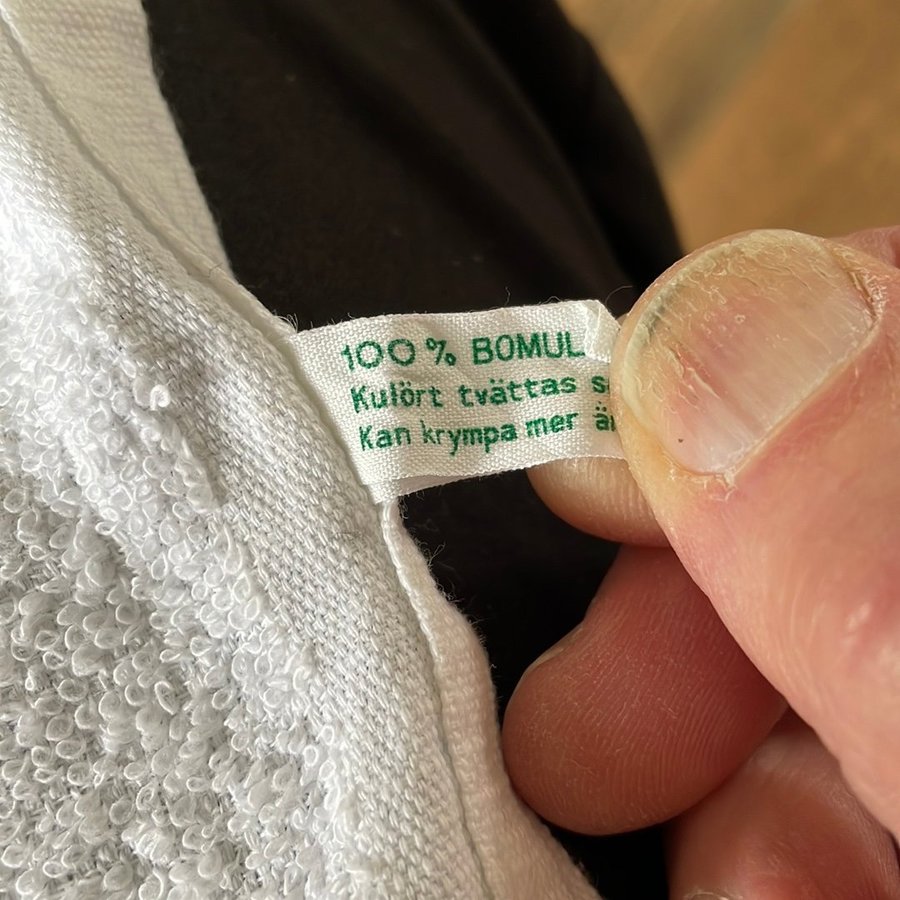 100 % BOMUL
Kulört tvättas
Kan krympa mer